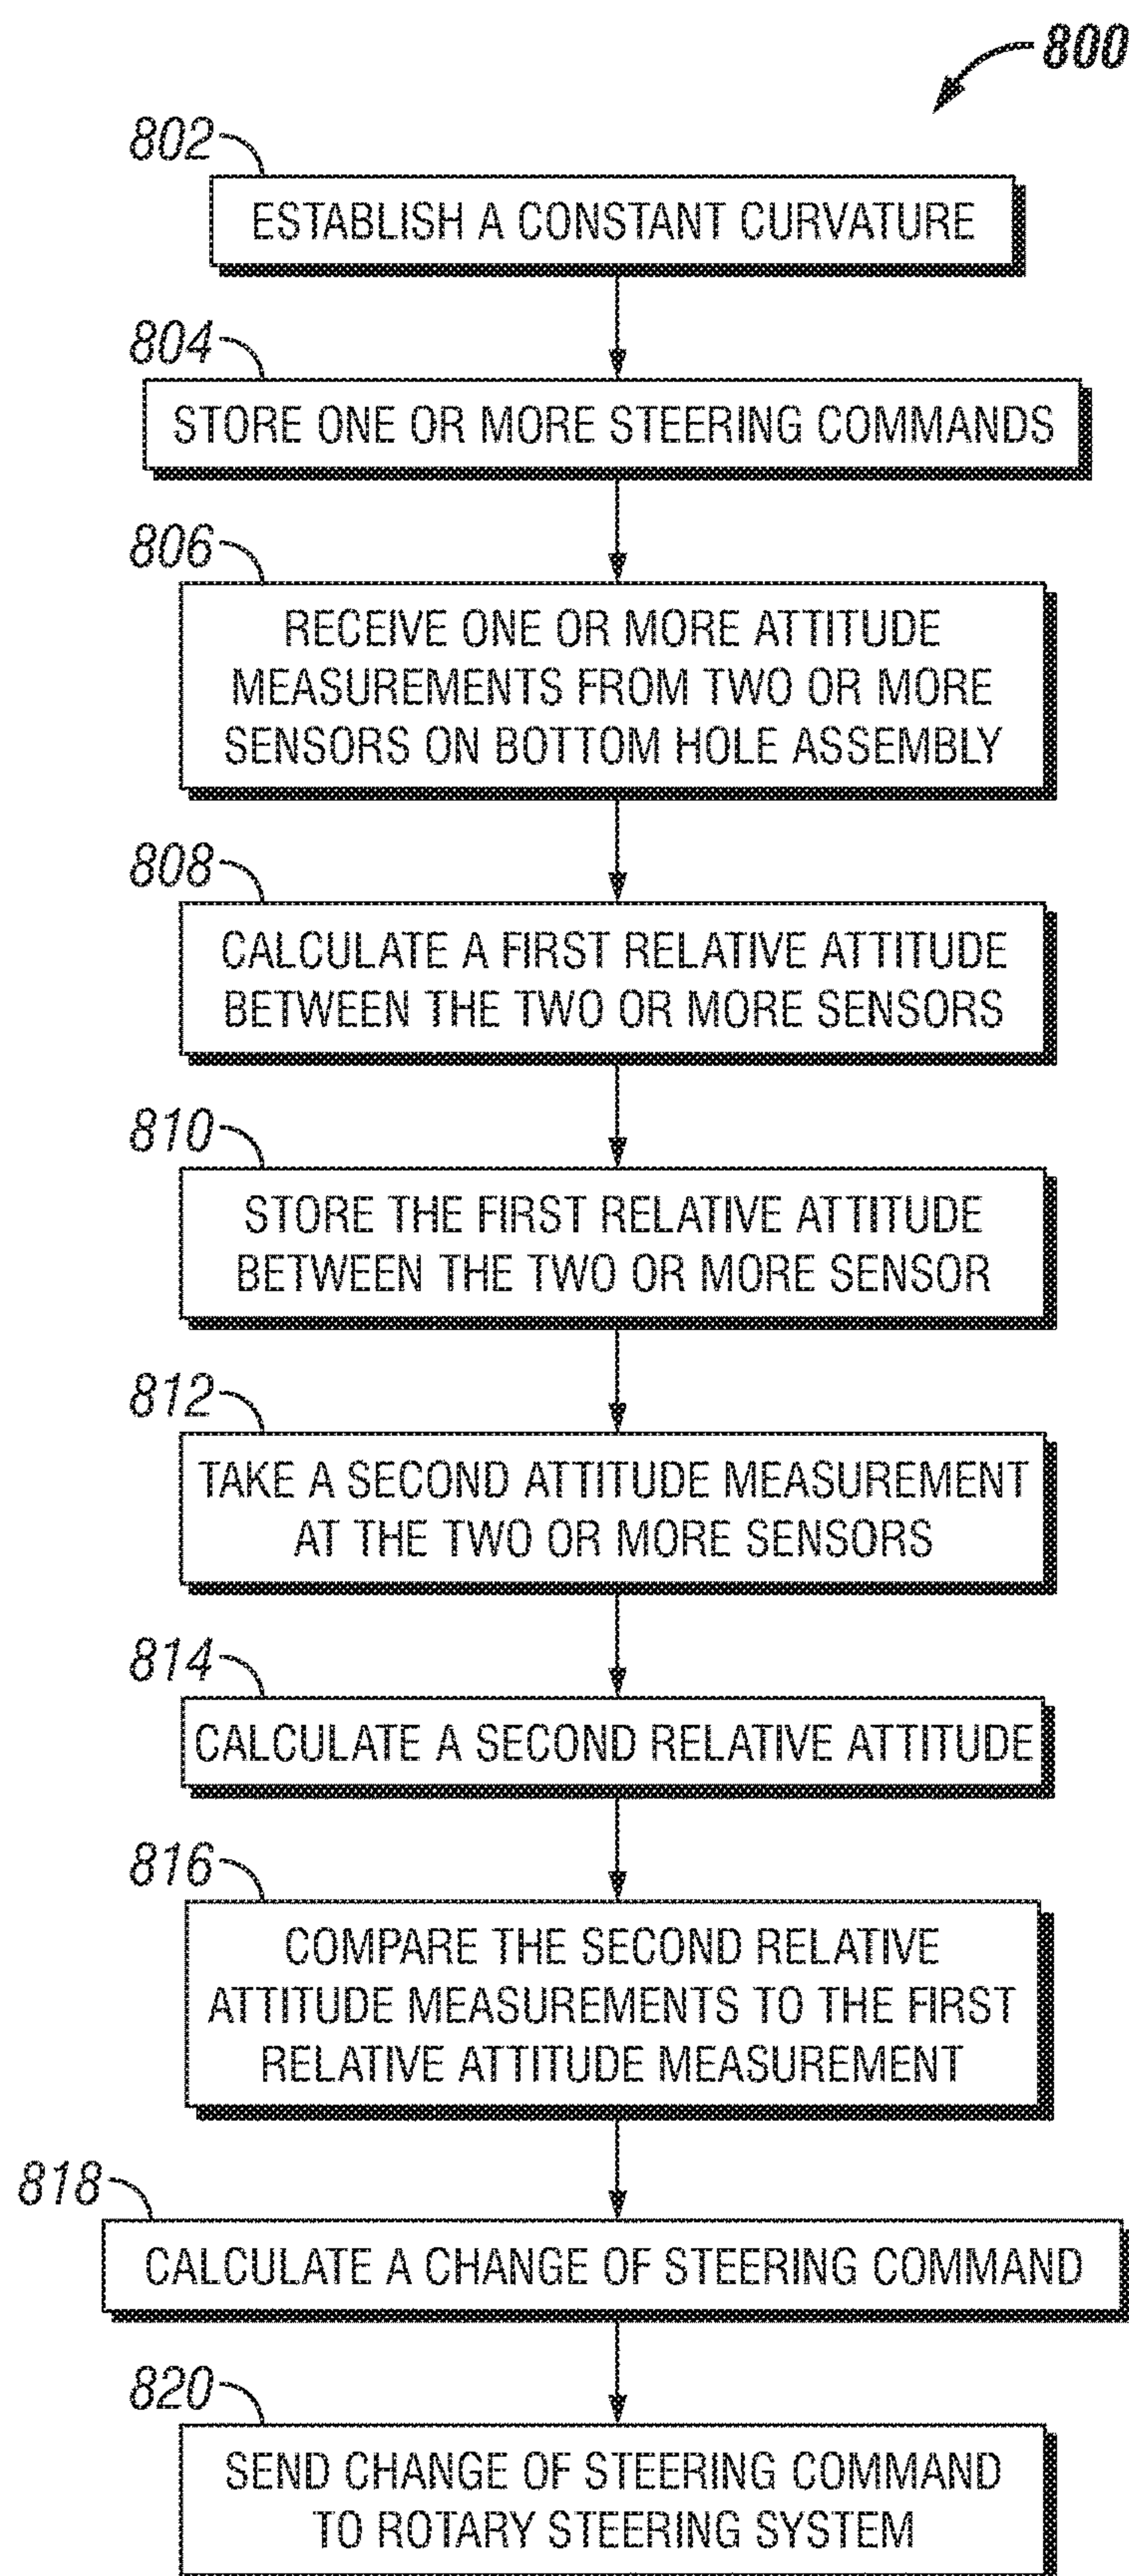 800
802
ESTABLISH A CONSTANT CURVATURE
804
STORE ONE OR MORE STEERING COMMANDS
806
RECEIVE ONE OR MORE ATTITUDE
MEASUREMENTS FROM TWO OR MORE
SENSORS ON BOTTOM HOLE ASSEMBLY
808
CALCULATE A FIRST RELATIVE ATTITUDE
BETWEEN THE TWO OR MORE SENSORS
810
STORE THE FIRST RELATIVE ATTITUDE
BETWEEN THE TWO OR MORE SENSOR
812
TAKE A SECOND ATTITUDE MEASUREMENT
AT THE TWO OR MORE SENSORS
814
CALCULATE A SECOND RELATIVE ATTITUDE
816
COMPARE THE SECOND RELATIVE
ATTITUDE MEASUREMENTS TO THE FIRST
RELATIVE ATTITUDE MEASUREMENT
818
CALCULATE A CHANGE OF STEERING COMMAND
820
SEND CHANGE OF STEERING COMMAND
TO ROTARY STEERING SYSTEM